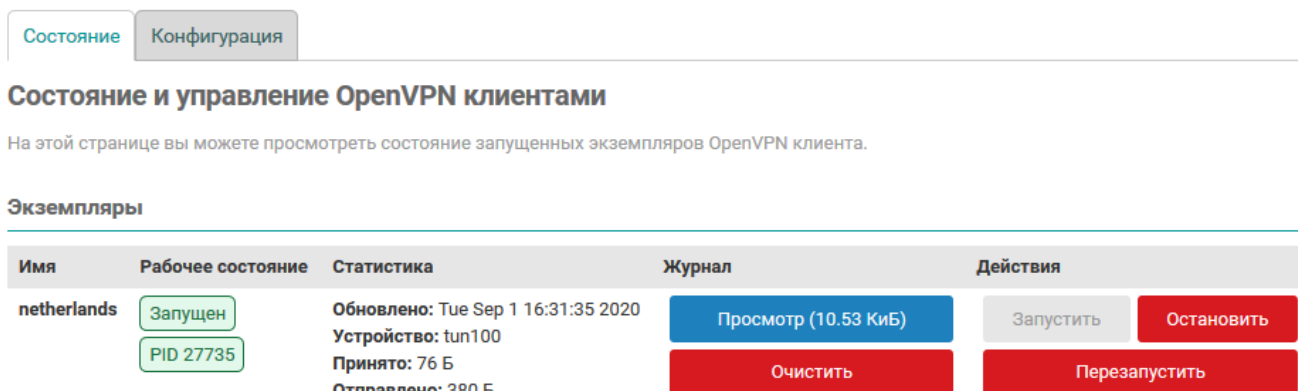 Состояние Конфигурация
Состояние и управление OpenVPN клиентами
На этой странице вы можете просмотреть состояние запущенных экземпляров OpenVPN клиента.
Экземпляры
Имя Рабочее состояние Статистика Журнал Действия
netherlands Запущен Обновлено: Tue Sep 1 16:31:35 2020 Просмотр (10.53 КиБ) Запустить Остановить
Устройство: tun100
PID 27735 Принято: 76 Б Очистить Перезапустить
Отправлено: 380 Б